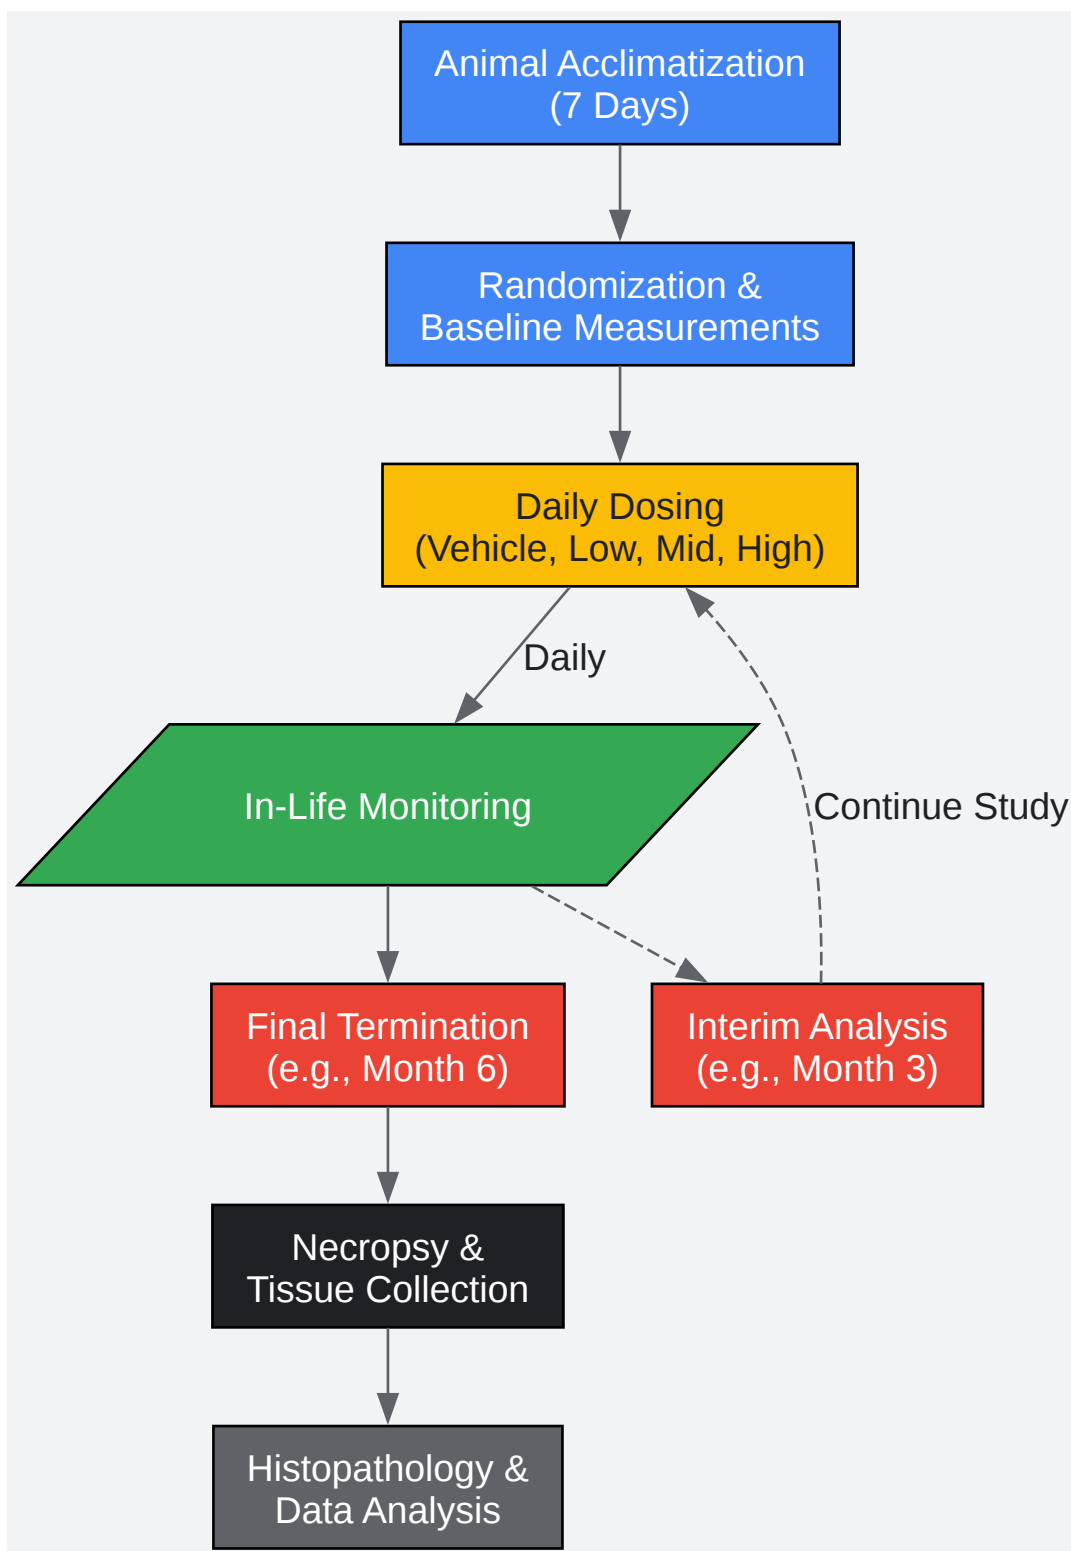 Animal Acclimatization
(7 Days)
Randomization &
Baseline Measurements
Daily Dosing
(Vehicle, Low, Mid, High)
Daily
In-Life Monitoring
Continue Study
Final Termination
(e.g., Month 6)
Interim Analysis
(e.g., Month 3)
Necropsy &
Tissue Collection
Histopathology &
Data Analysis